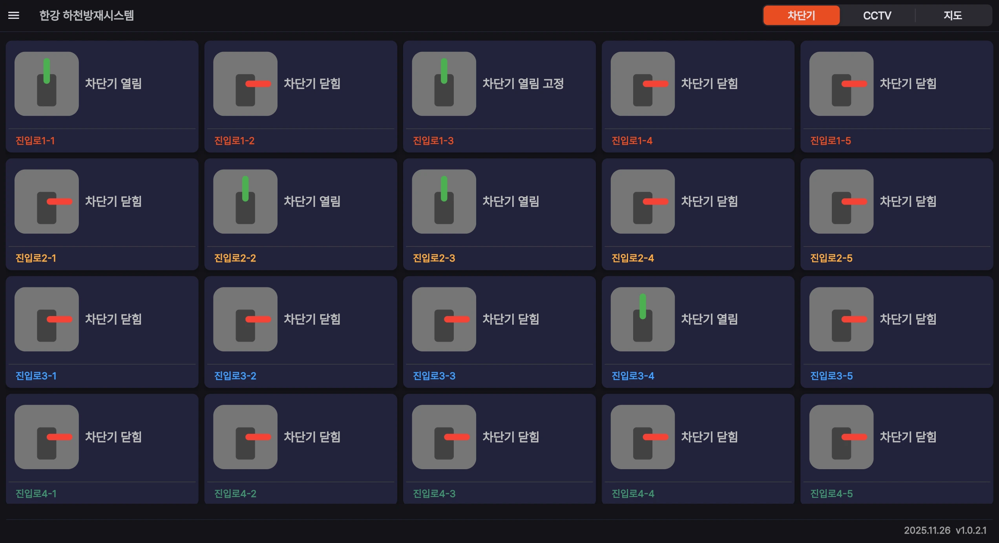 한강 하천방재시스템
차단기 CCTV 지도
차단기 열림
차단기 닫힘
차단기 열림 고정
차단기 닫힘
차단기 닫힘
진입로1-1
진입로1-2
진입로1-3
진입로1-4
진입로1-5
차단기 닫힘
차단기 열림
차단기 열림
차단기 닫힘
차단기 닫힘
진입로2-1
진입로2-2
진입로2-3
진입로2-4
진입로2-5
차단기 닫힘
차단기 닫힘
차단기 닫힘
차단기 열림
차단기 닫힘
진입로3-1
진입로3-2
진입로3-3
진입로3-4
진입로3-5
차단기 닫힘
차단기 닫힘
차단기 닫힘
차단기 닫힘
차단기 닫힘
진입로4-1
진입로4-2
진입로4-3
진입로4-4
진입로4-5
2025.11.26 v1.0.2.1